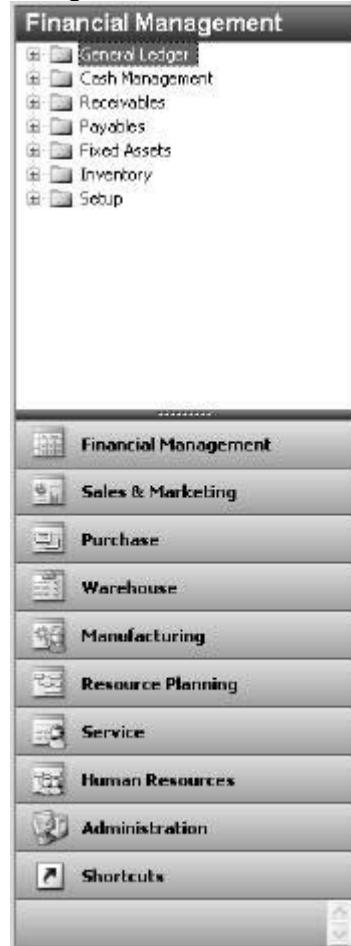 Financial Management
General Ledger
Cash Management
Receivables
Payables
Fixed Assets
Inventory
Setup
Financial Management
Sales & Marketing
Purchase
Warehouse
Manufacturing
Resource Planning
Service
Human Resources
Administration
Shortcuts